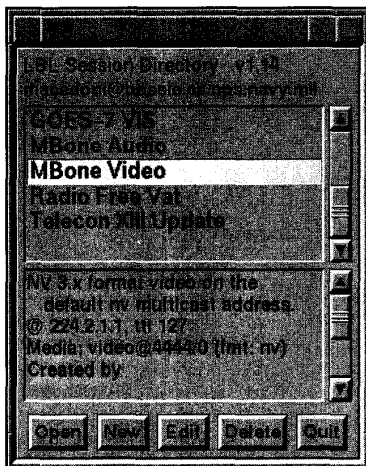 LBL Session Directory v1.14
GOES-7 VIS
MBone Audio
MBone Video
Radio Free Vat
Telecon XIII Update
NV 3.x format video on the
default nv multicast address.
@ 224.2.1.1, ttl 127
Media: video@4444/0 (fmt: nv)
Created by
Open New Edit Delete Quit